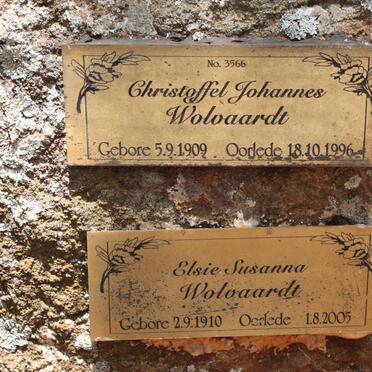 No. 3566
Christoffel Johannes
Wolvaardt
Gebore 5.9.1909 Oorlede 18.10.1996
Elsie Susanna
Wolvaardt
Gebore 2.9.1910 Oorlede 1.8.2005